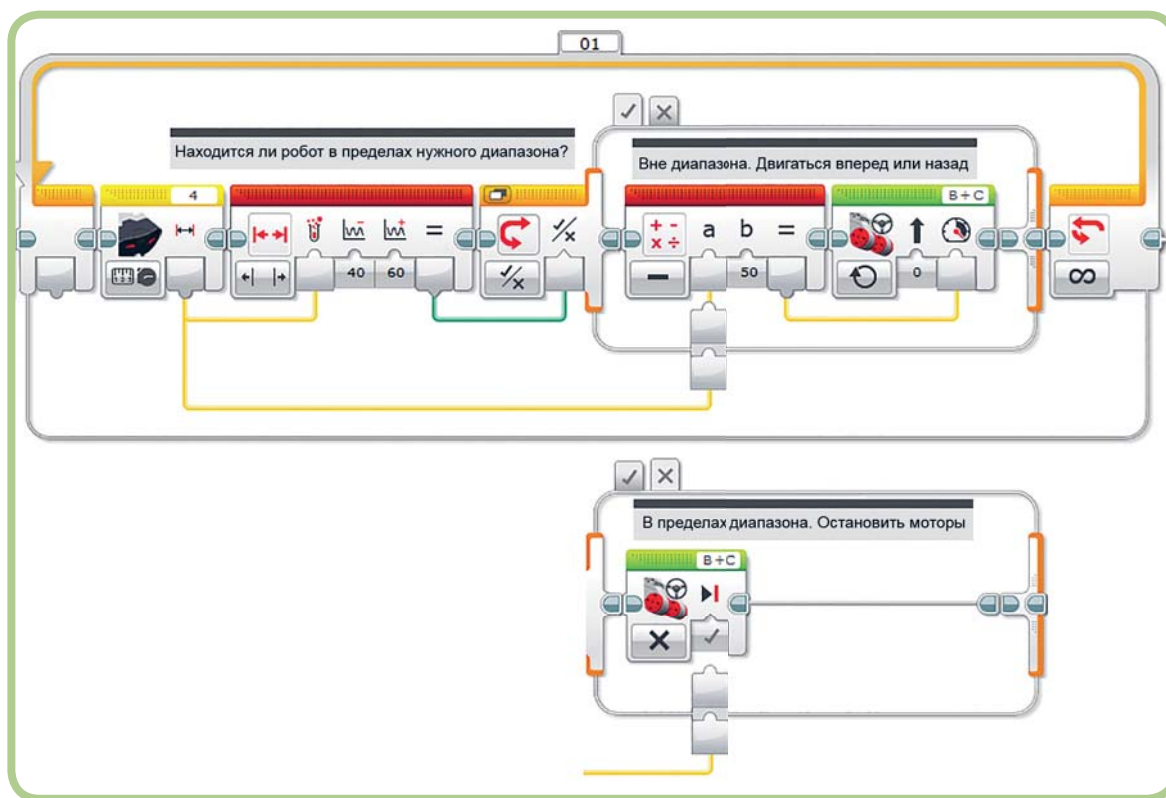 01
Находится ли робот в пределах нужного диапазона?
Вне диапазона. Двигаться вперед или назад
4
B+C
a b =
=
40 60
50
0
В пределах диапазона. Остановить моторы
B+C